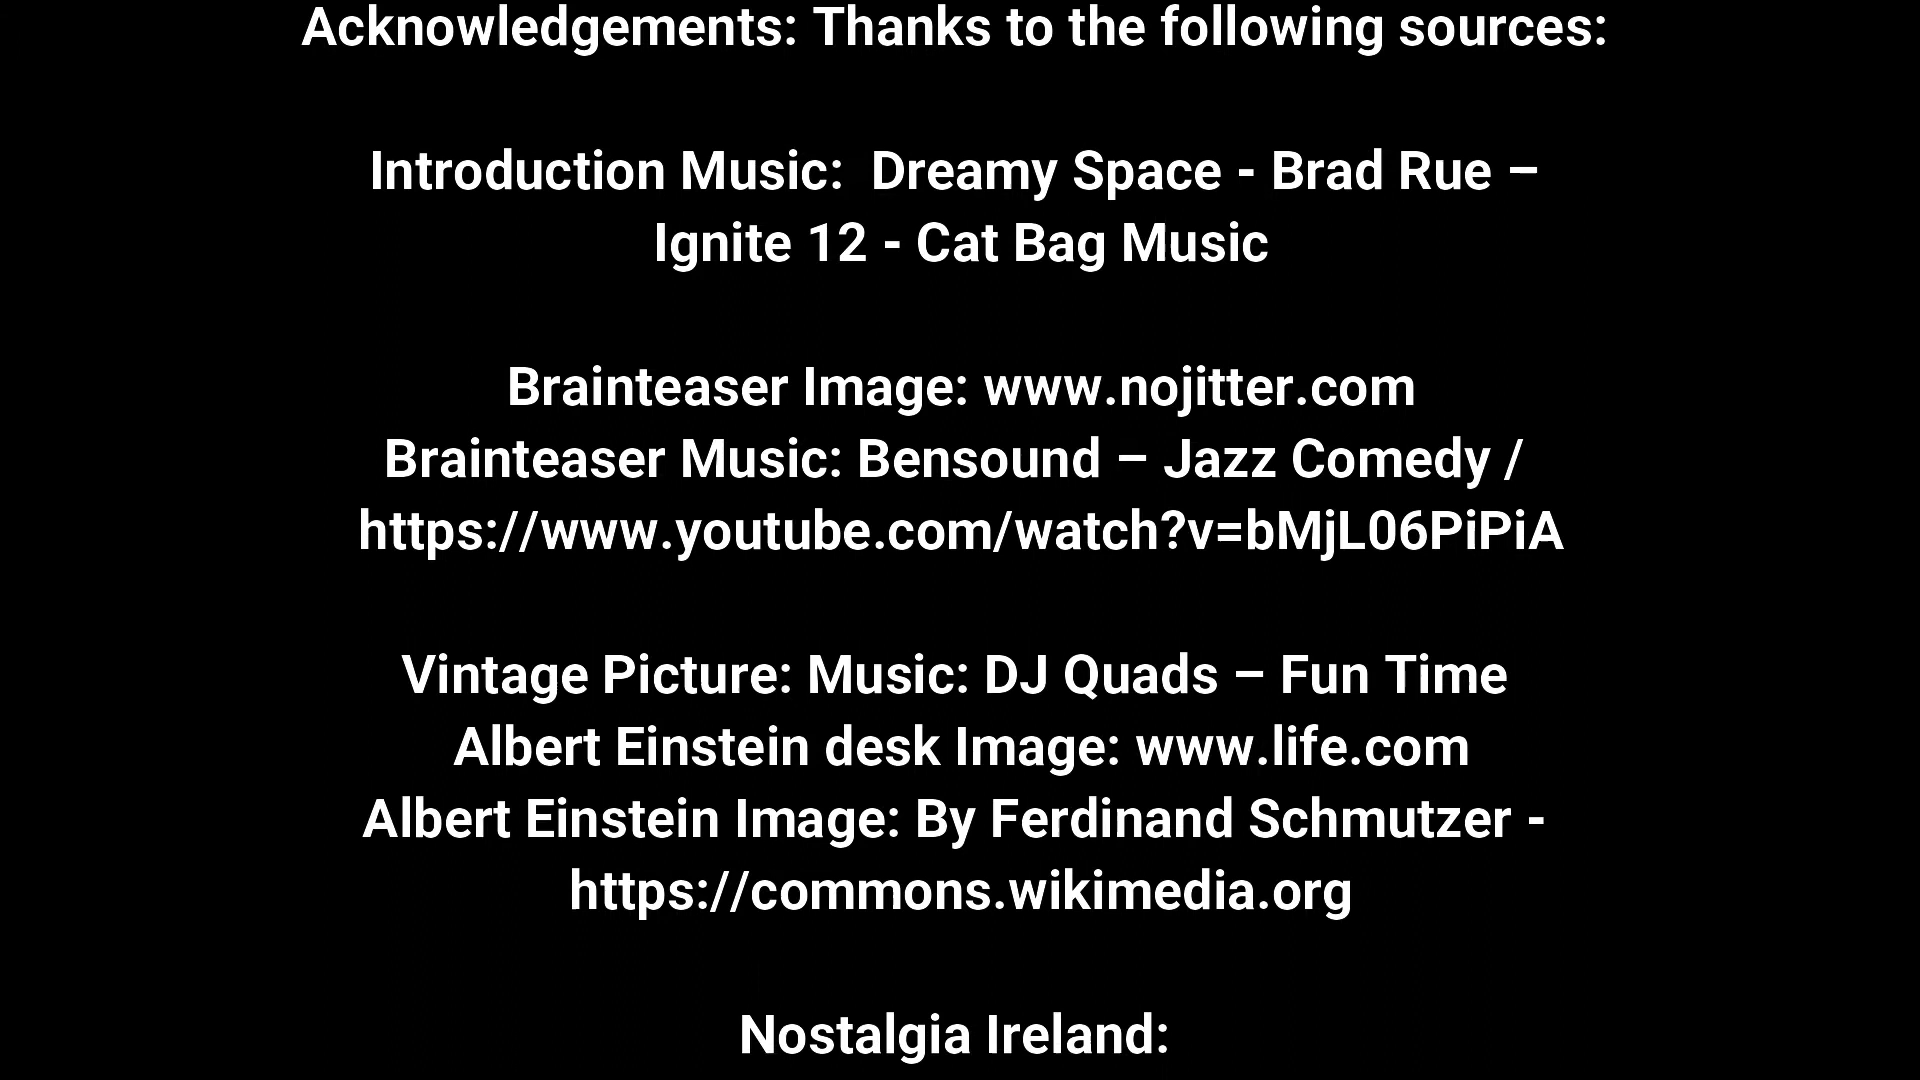 Acknowledgements: Thanks to the following sources:
Introduction Music:  Dreamy Space - Brad Rue –
Ignite 12 - Cat Bag Music
Brainteaser Image: www.nojitter.com
Brainteaser Music: Bensound – Jazz Comedy /
https://www.youtube.com/watch?v=bMjL06PiPiA
Vintage Picture: Music: DJ Quads – Fun Time
Albert Einstein desk Image: www.life.com
Albert Einstein Image: By Ferdinand Schmutzer -
https://commons.wikimedia.org
Nostalgia Ireland: